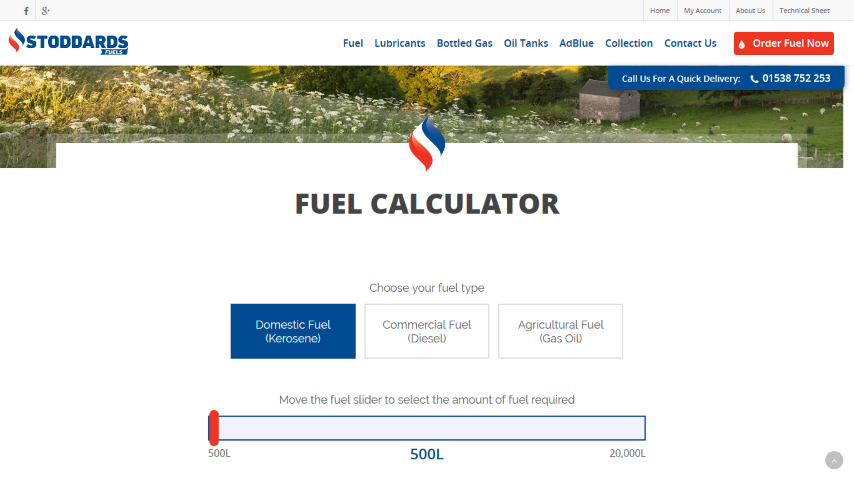 Home My Account About Us Technical Sheet
STODDARDS
FUELS
Fuel Lubricants Bottled Gas Oil Tanks AdBlue Collection Contact Us Order Fuel Now
Call Us For A Quick Delivery: 01538 752 253
FUEL CALCULATOR
Choose your fuel type
Domestic Fuel
(Kerosene)
Commercial Fuel
(Diesel)
Agricultural Fuel
(Gas Oil)
Move the fuel slider to select the amount of fuel required
500L 500L 20,000L